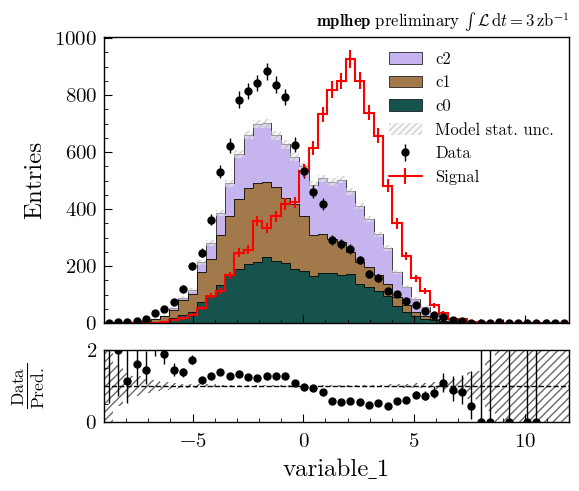 mplhep preliminary ∫ℒ dt = 3 zb⁻¹
1000
800
600
400
200
0
Entries
c2
c1
c0
Model stat. unc.
Data
Signal
2
0
Data
Pred.
−5
0
5
10
variable_1